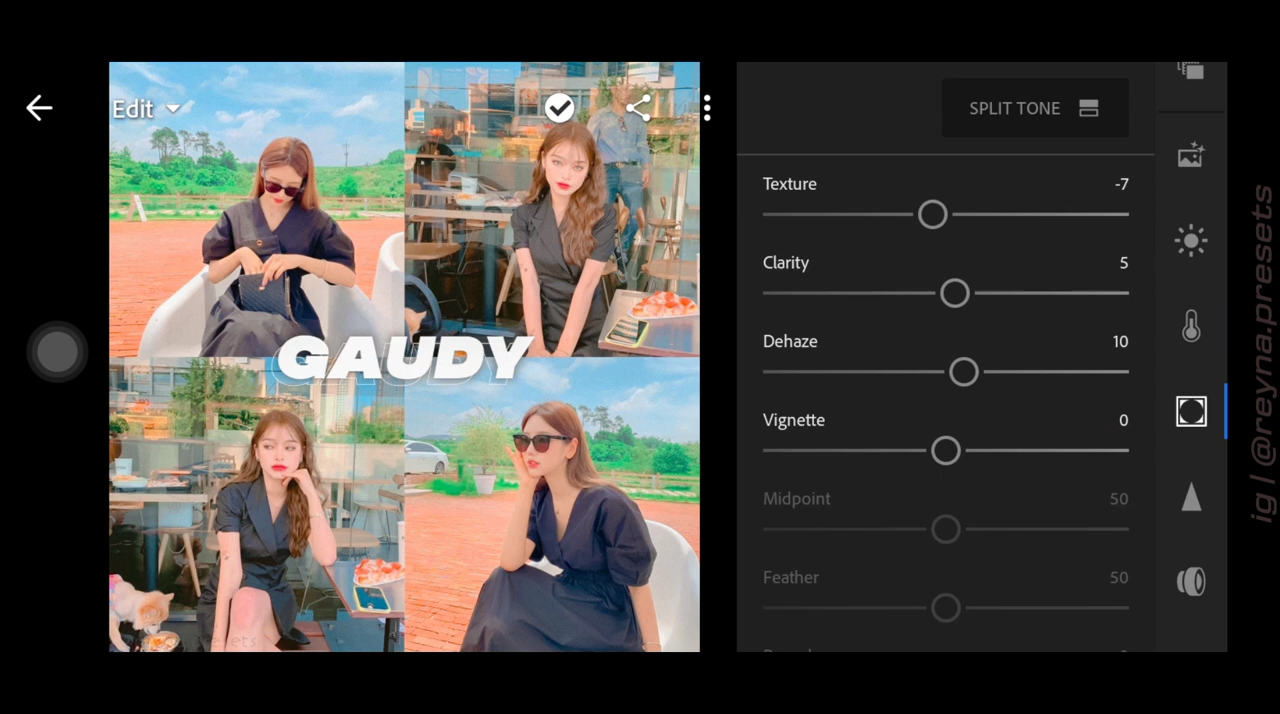 Edit
GAUDY
SPLIT TONE
Texture -7
Clarity 5
Dehaze 10
Vignette 0
Midpoint 50
Feather 50
ig | @reyna.presets